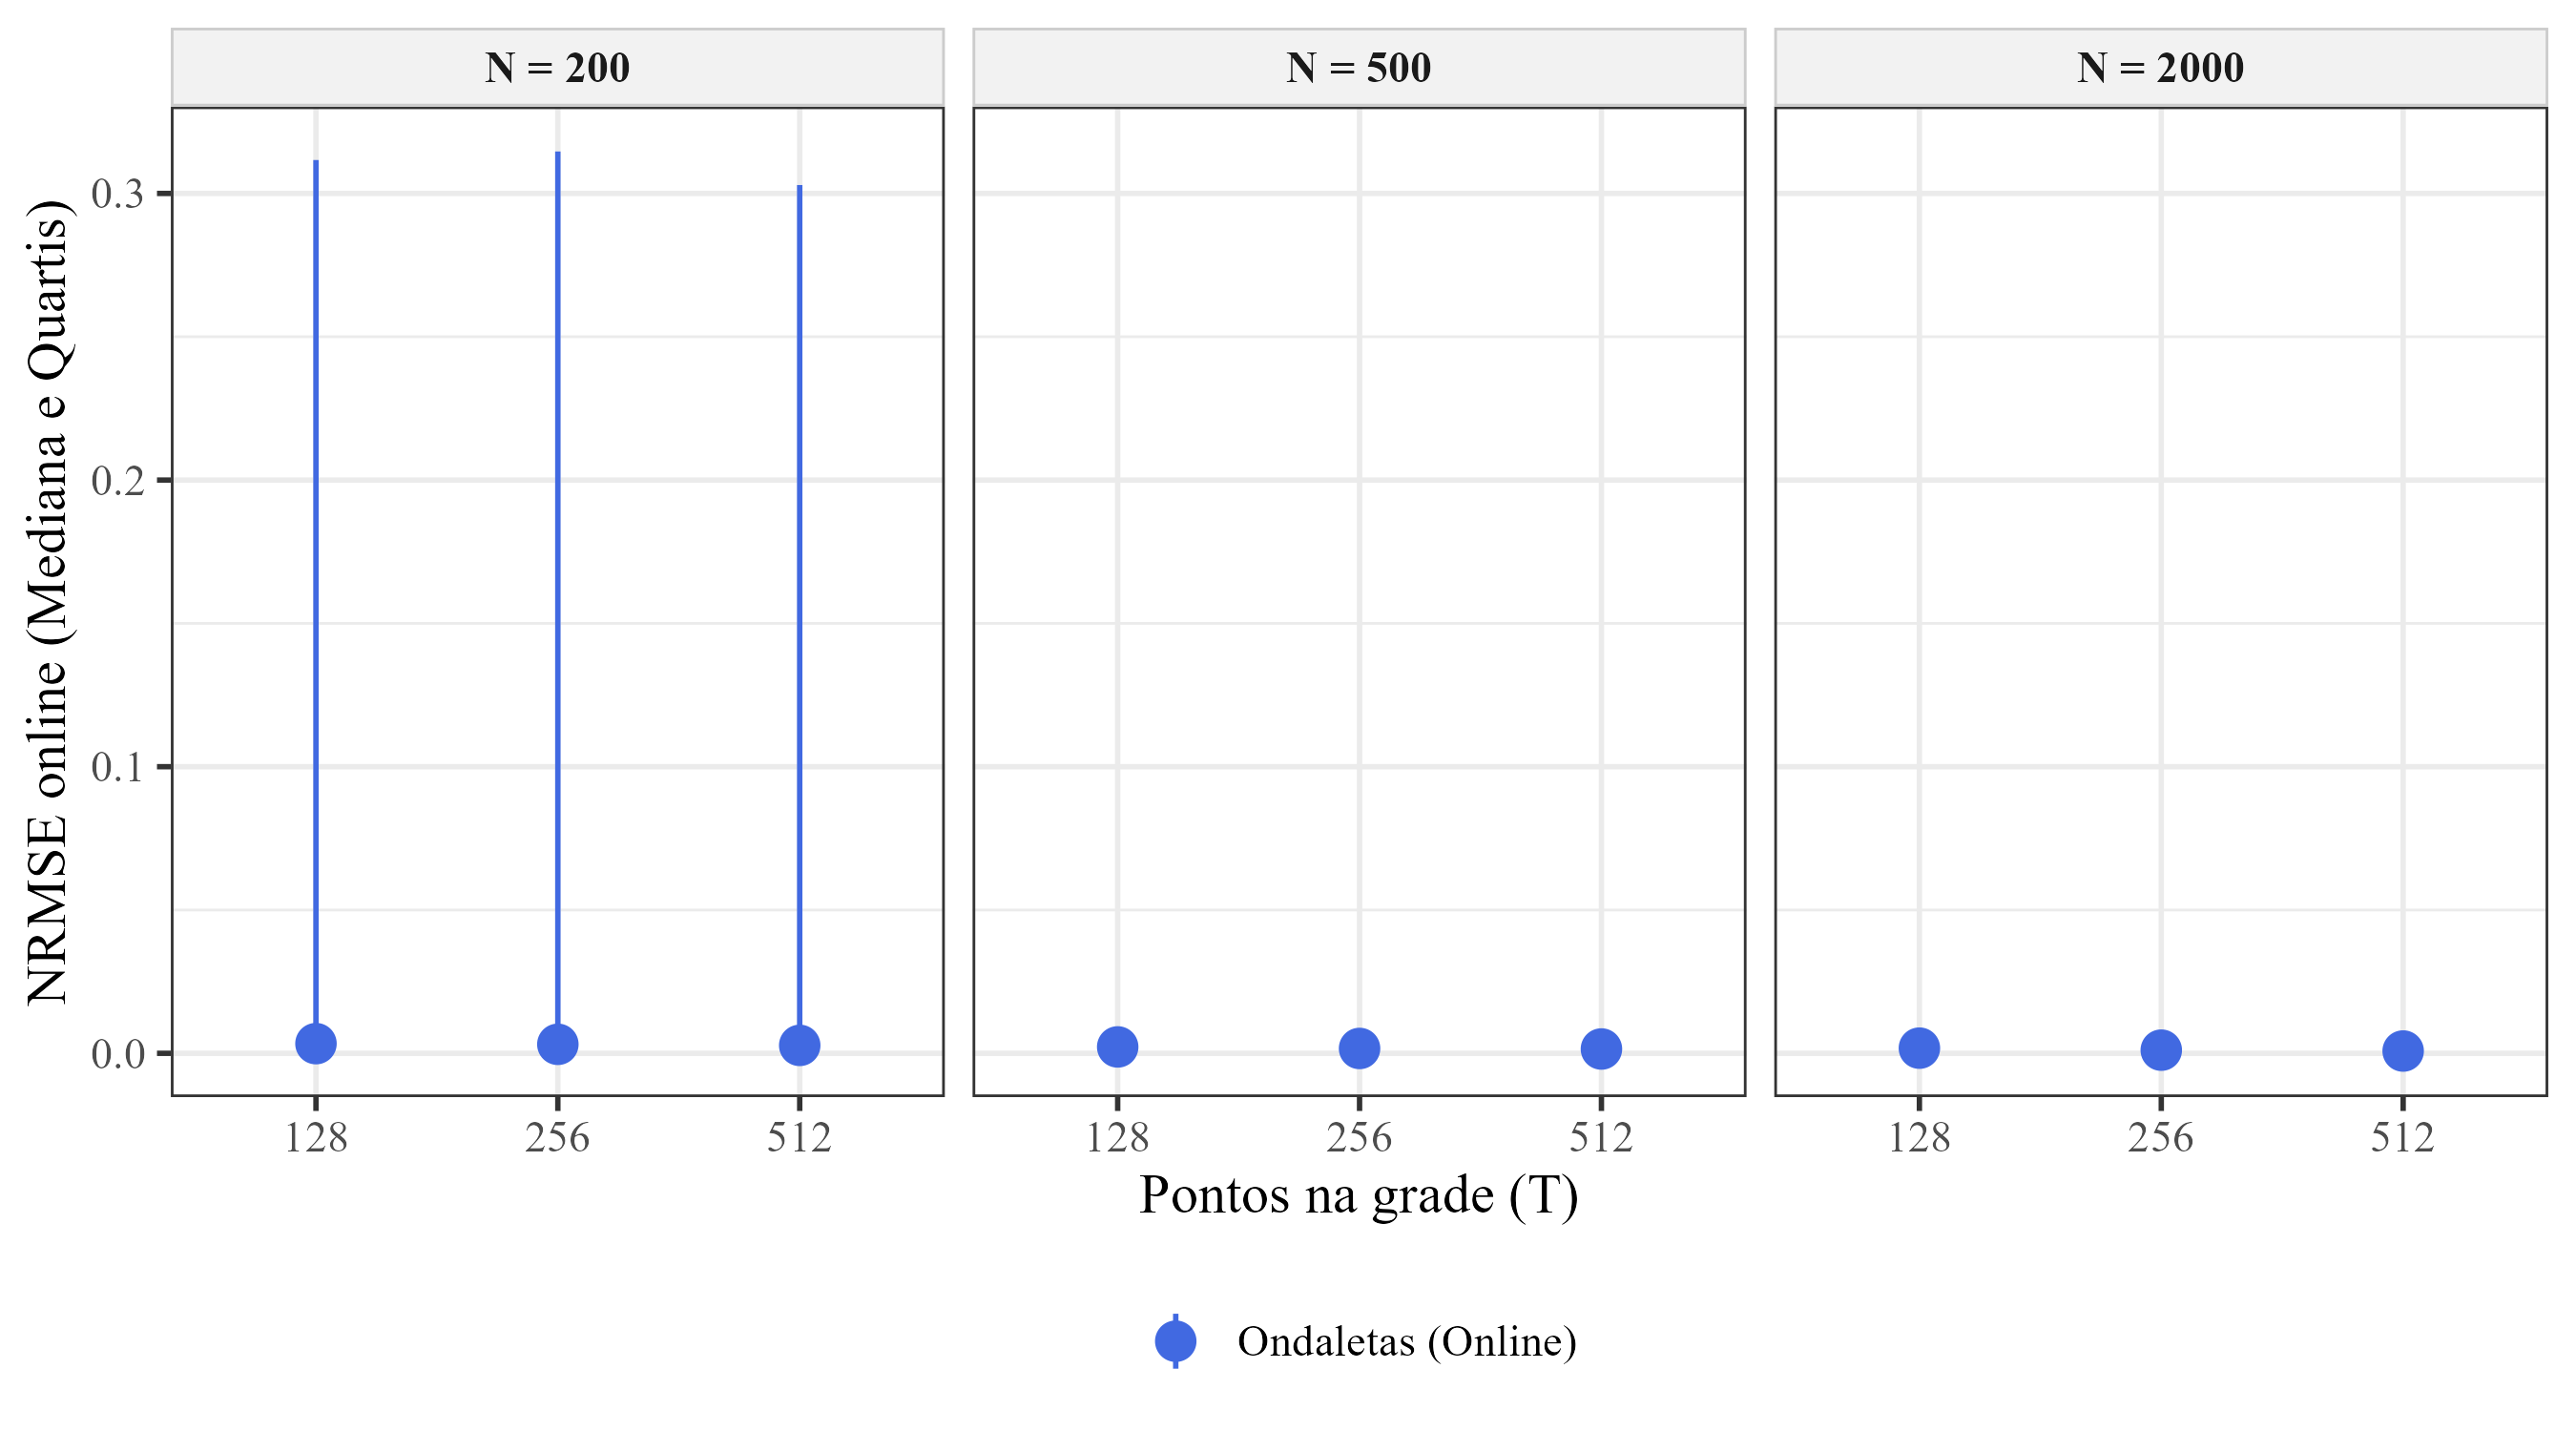 N = 200
N = 500
N = 2000
NRMSE online (Mediana e Quartis)
0.3
0.2
0.1
0.0
128
256
512
128
256
512
128
256
512
Pontos na grade (T)
Ondaletas (Online)